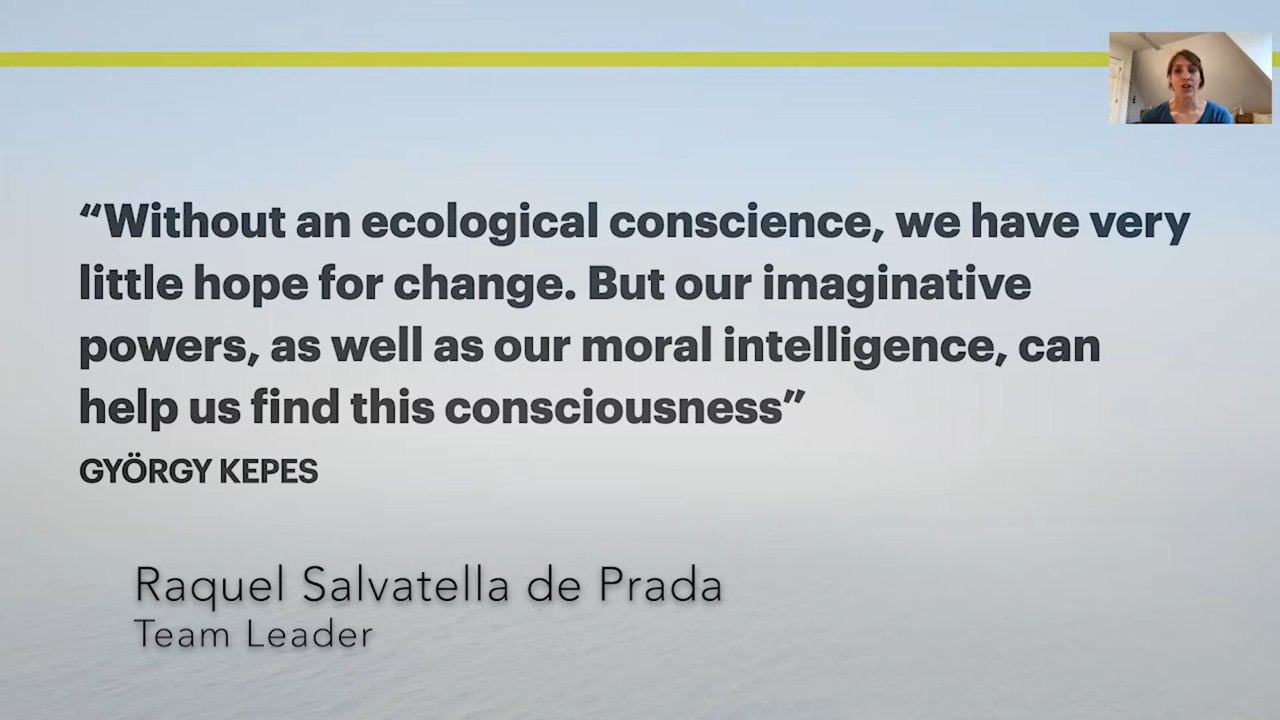 “Without an ecological conscience, we have very
little hope for change. But our imaginative
powers, as well as our moral intelligence, can
help us find this consciousness”
GYÖRGY KEPES
Raquel Salvatella de Prada
Team Leader